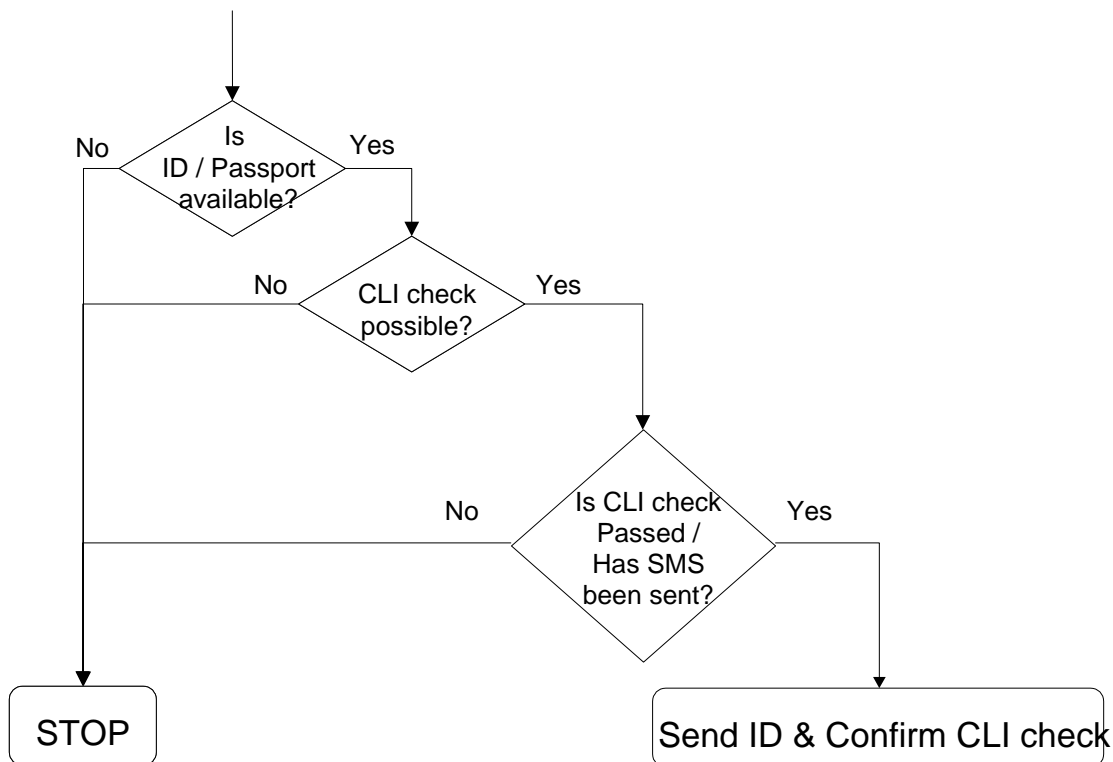 Is
ID / Passport
available?
No
Yes
CLI check
possible?
No
Yes
Is CLI check
Passed /
Has SMS
been sent?
No
Yes
STOP
Send ID & Confirm CLI check